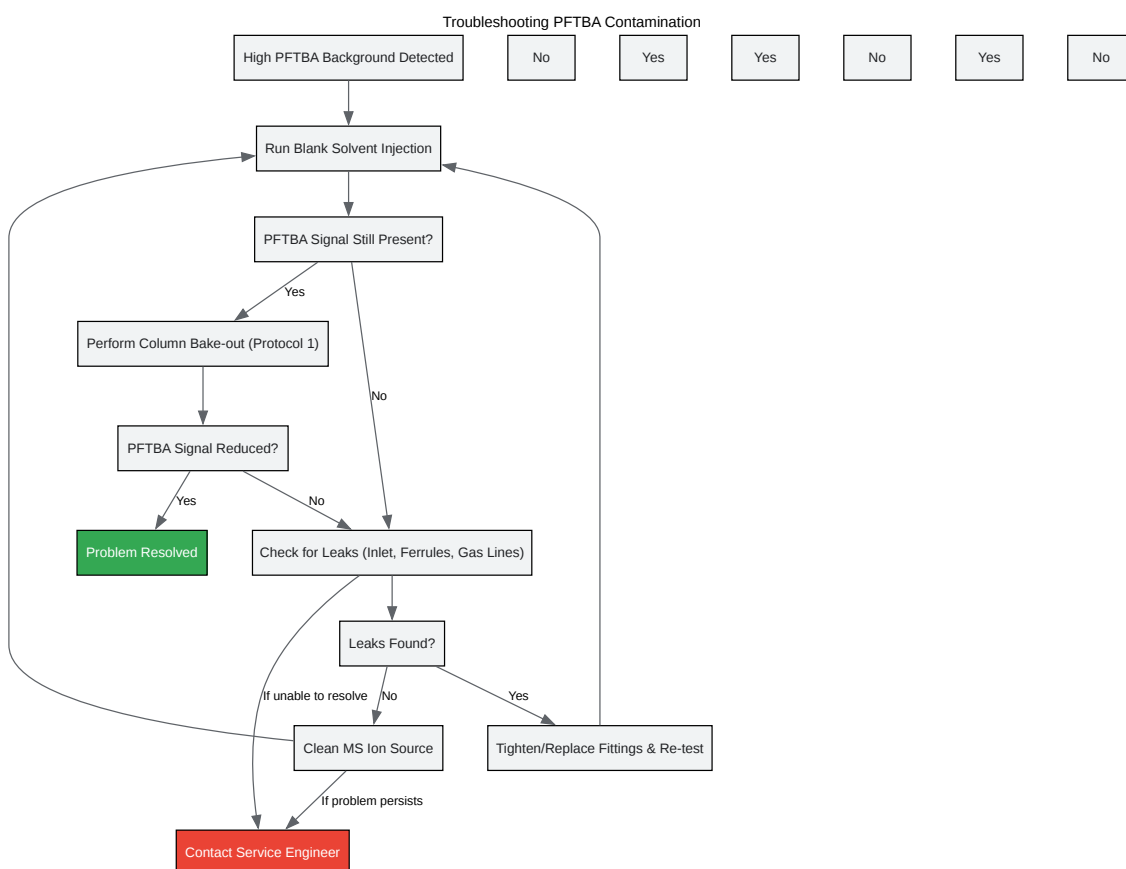 Troubleshooting PFTBA Contamination
High PFTBA Background Detected
No
Yes
Yes
No
Yes
No
Run Blank Solvent Injection
PFTBA Signal Still Present?
Yes
Perform Column Bake-out (Protocol 1)
No
PFTBA Signal Reduced?
Yes
No
Problem Resolved
Check for Leaks (Inlet, Ferrules, Gas Lines)
Leaks Found?
If unable to resolve
No
Yes
Clean MS Ion Source
Tighten/Replace Fittings & Re-test
If problem persists
Contact Service Engineer